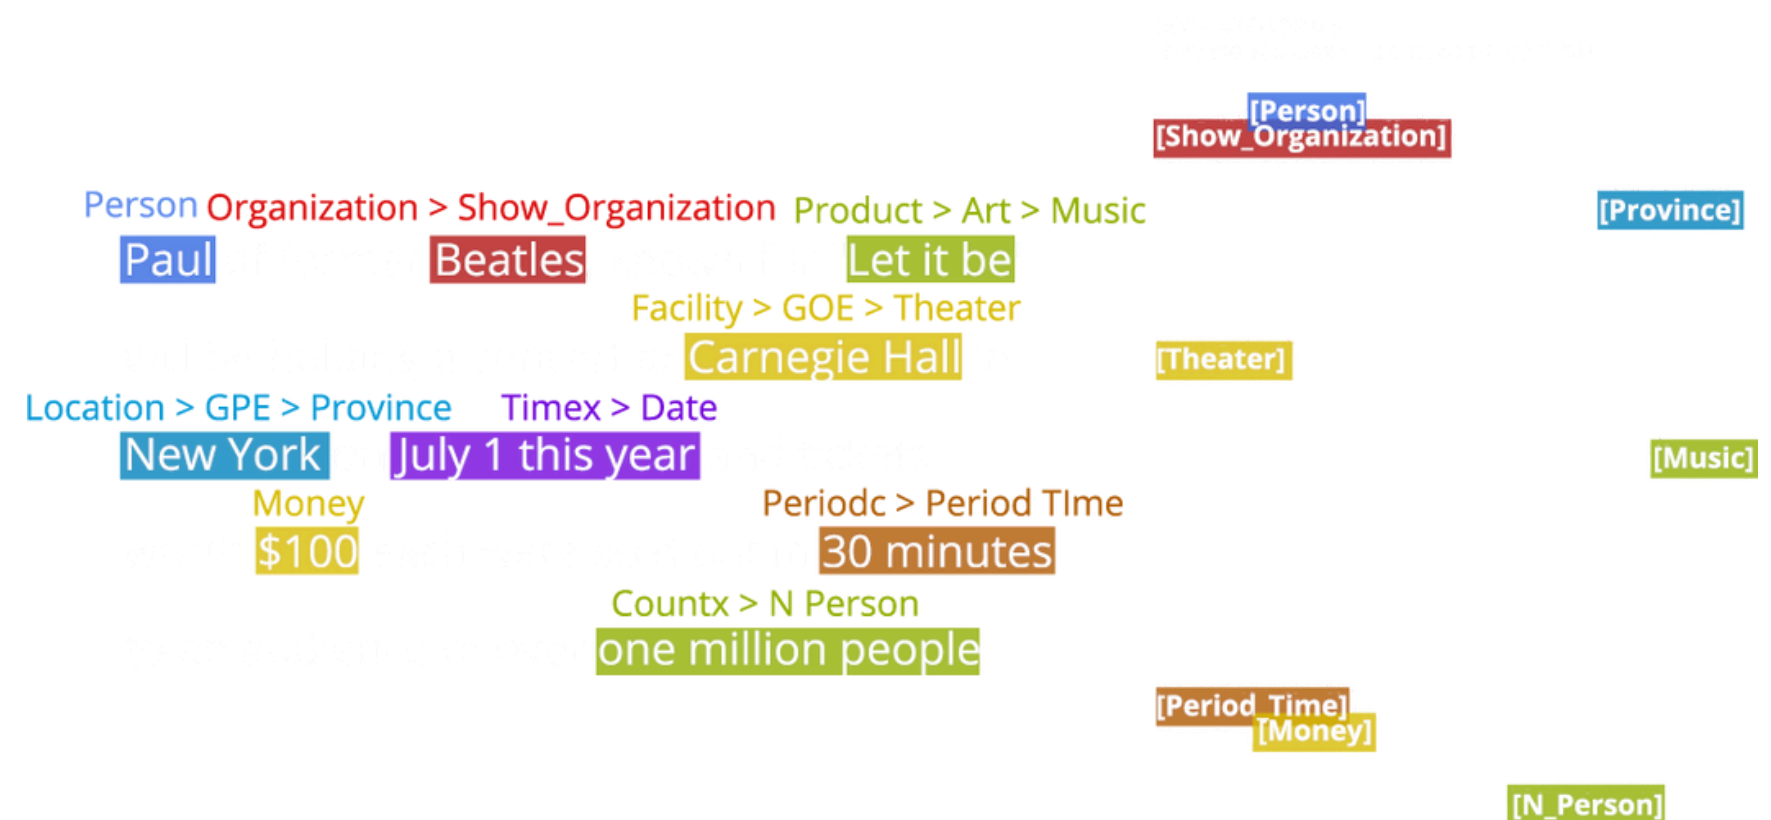 [Person]
[Show_Organization]
Person Organization > Show_Organization Product > Art > Music
[Province]
Paul Beatles Let it be
Facility > GOE > Theater
Carnegie Hall
[Theater]
Location > GPE > Province Timex > Date
New York July 1 this year
[Music]
Money Periodc > Period TIme
$100 30 minutes
Countx > N Person
one million people
[Period_Time]
[Money]
[N_Person]